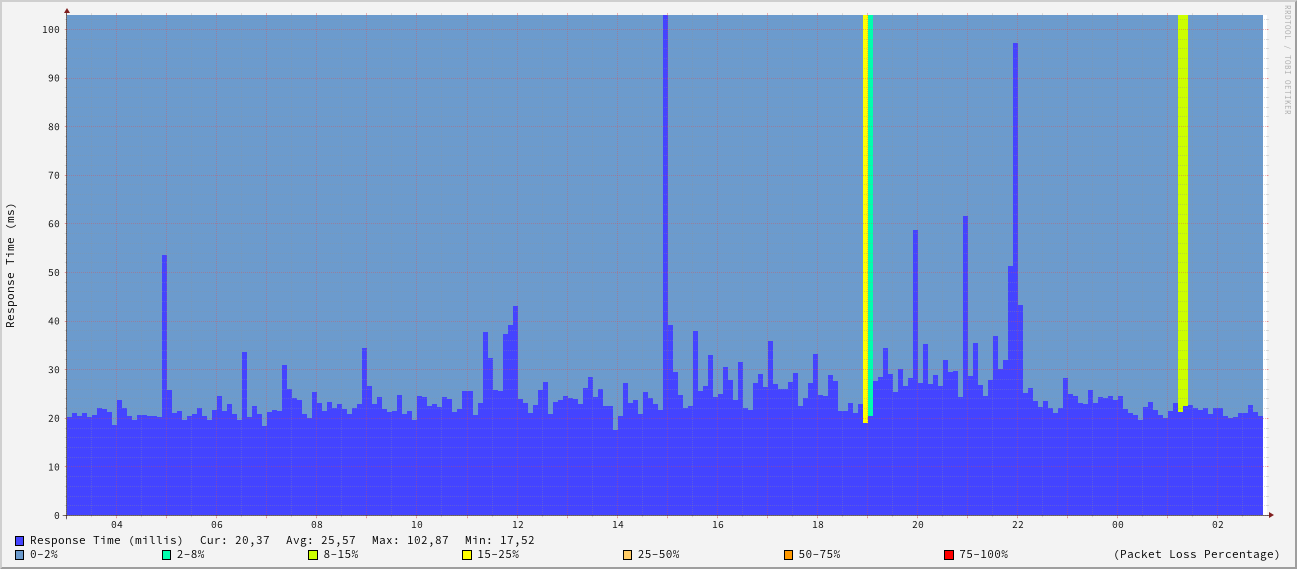 RRDTOOL / TOBI OETIKER
Response Time (ms)
100
90
80
70
60
50
40
30
20
10
0
04 06 08 10 12 14 16 18 20 22 00 02
Response Time (millis) Cur: 20,37 Avg: 25,57 Max: 102,87 Min: 17,52
0-2% 2-8% 8-15% 15-25% 25-50% 50-75% 75-100% (Packet Loss Percentage)